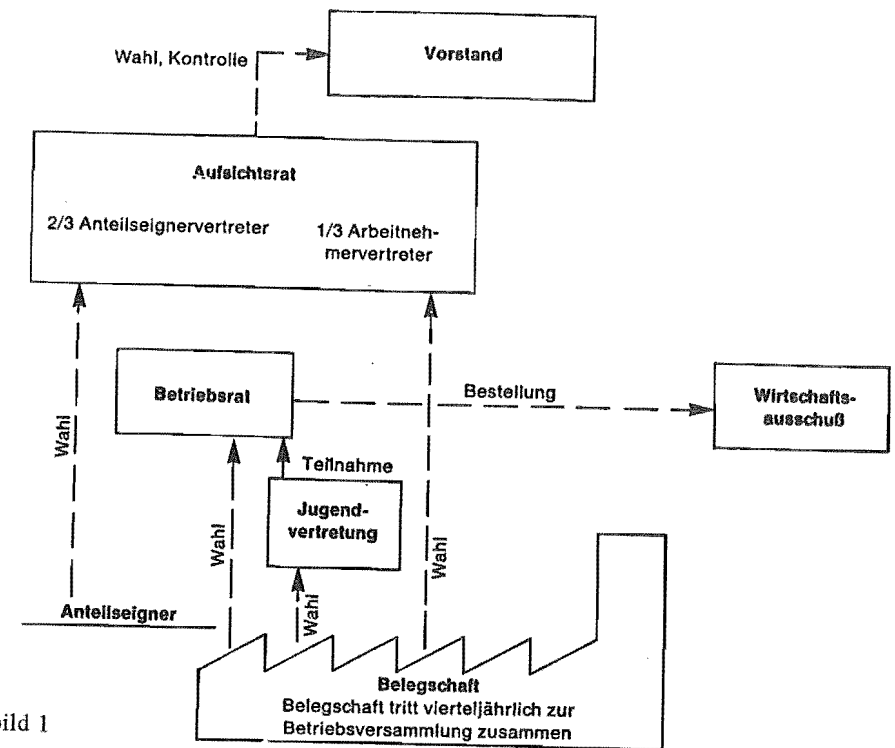 Wahl, Kontrolle
Vorstand
Aufsichtsrat
2/3 Anteilseignervertreter
1/3 Arbeitneh-
mervertreter
Wahl
Betriebsrat
Bestellung
Wirtschafts-
ausschuß
Teilnahme
Jugend-
vertretung
Wahl
Wahl
Wahl
Anteilseigner
Belegschaft
Belegschaft tritt vierteljährlich zur
Betriebsversammlung zusammen
bild 1